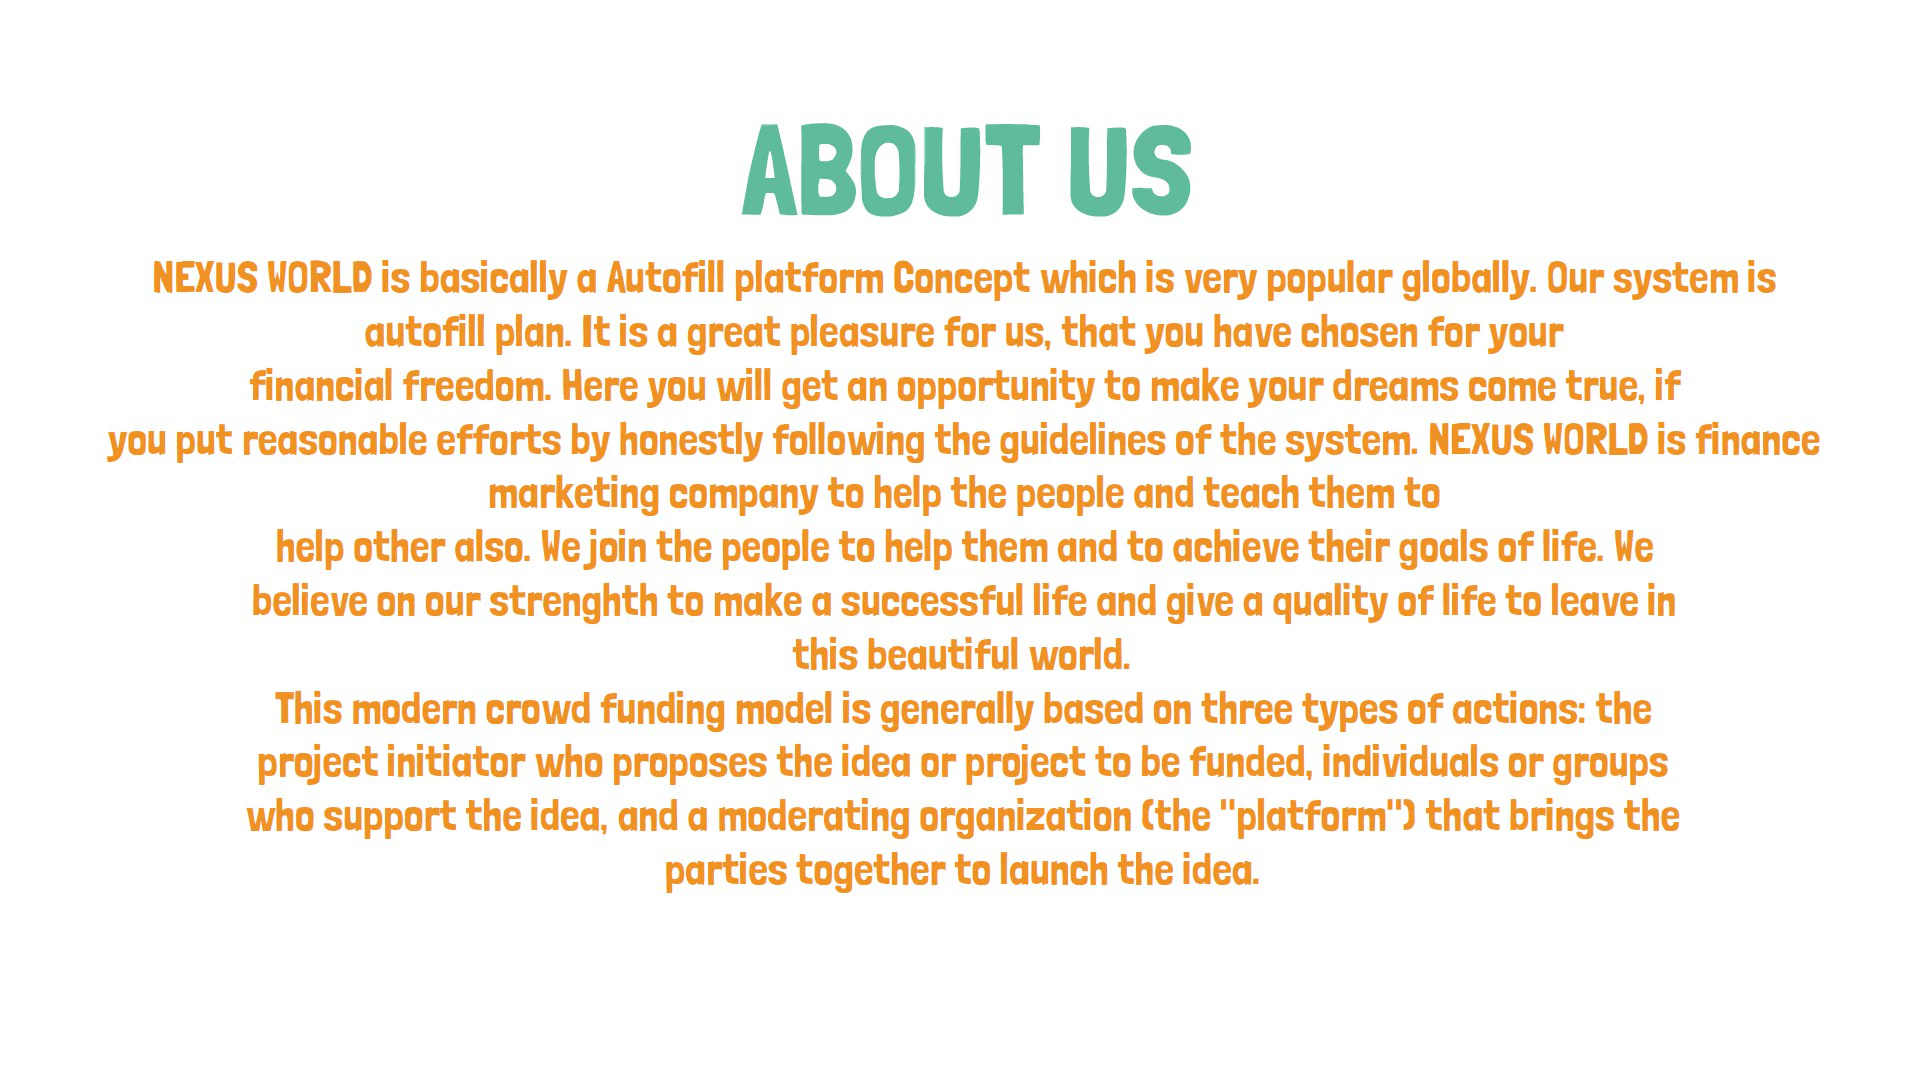 ABOUT US
NEXUS WORLD is basically a Autofill platform Concept which is very popular globally. Our system is
autofill plan. It is a great pleasure for us, that you have chosen for your
financial freedom. Here you will get an opportunity to make your dreams come true, if
you put reasonable efforts by honestly following the guidelines of the system. NEXUS WORLD is finance
marketing company to help the people and teach them to
help other also. We join the people to help them and to achieve their goals of life. We
believe on our strenghth to make a successful life and give a quality of life to leave in
this beautiful world.
This modern crowd funding model is generally based on three types of actions: the
project initiator who proposes the idea or project to be funded, individuals or groups
who support the idea, and a moderating organization (the "platform") that brings the
parties together to launch the idea.